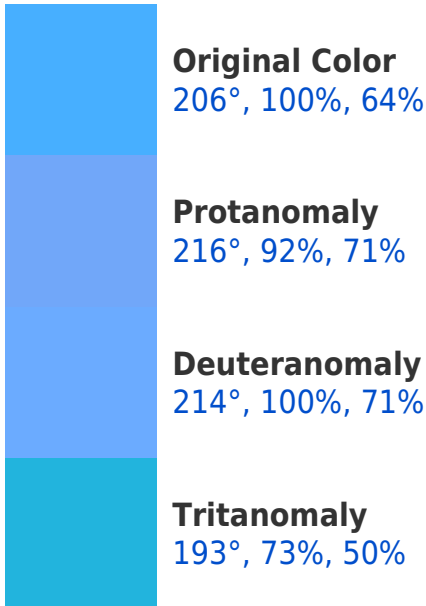 Original Color
206°, 100%, 64%
Protanomaly
216°, 92%, 71%
Deuteranomaly
214°, 100%, 71%
Tritanomaly
193°, 73%, 50%